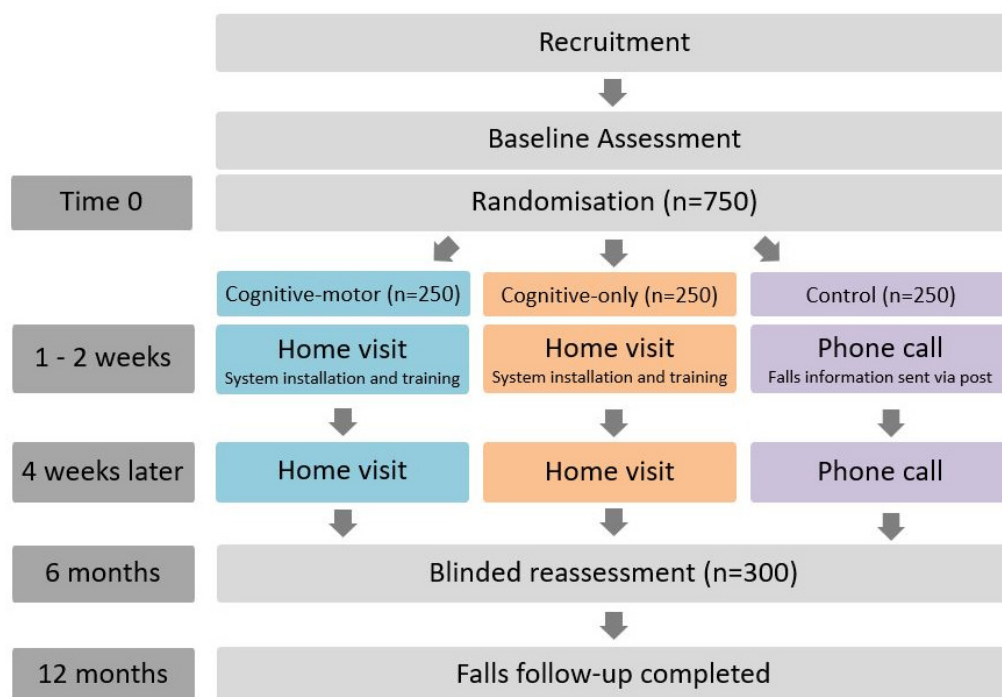 Recruitment
Baseline Assessment
Time 0
Randomisation (n=750)
Cognitive-motor (n=250)
Cognitive-only (n=250)
Control (n=250)
1 - 2 weeks
Home visit
System installation and training
Home visit
System installation and training
Phone call
Falls information sent via post
4 weeks later
Home visit
Home visit
Phone call
6 months
Blinded reassessment (n=300)
12 months
Falls follow-up completed